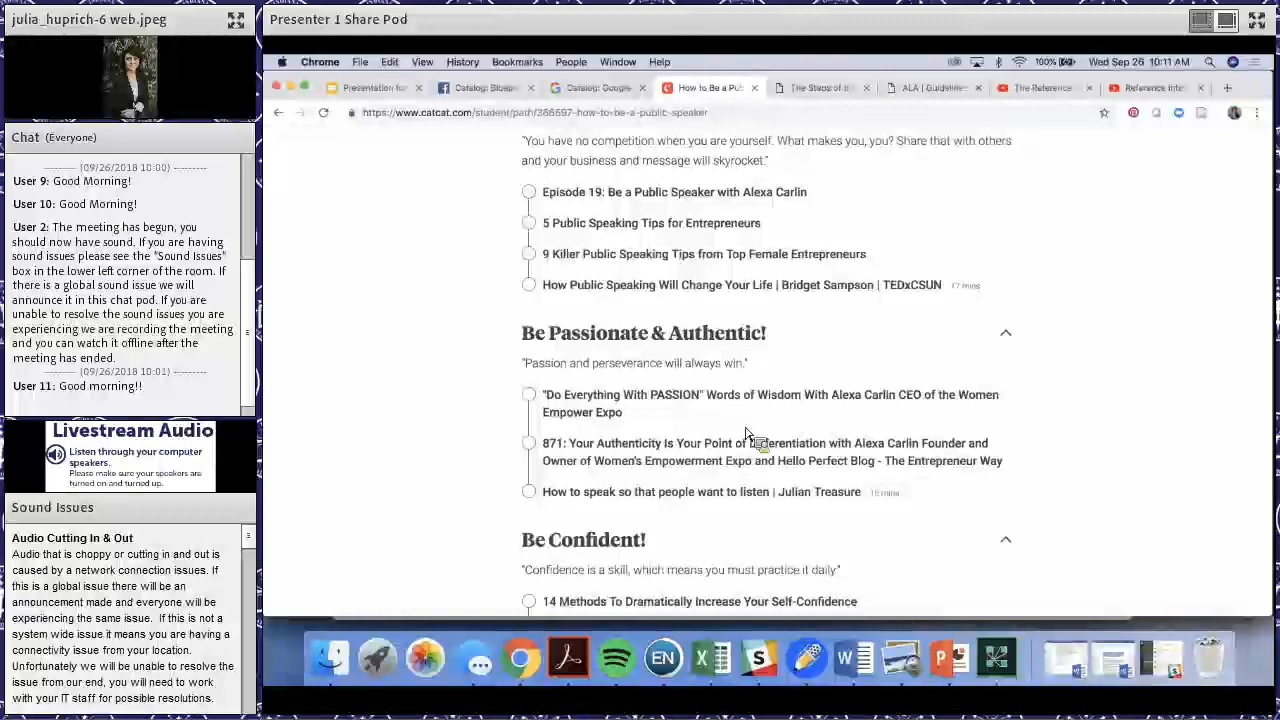 julia_huprich-6 web.jpeg
Chat (Everyone)
--------- (09/26/2018 10:00) ---------
User 9: Good Morning!
User 10: Good Morning!
User 2: The meeting has begun, you
should now have sound. If you are having
sound issues please see the "Sound Issues"
box in the lower left corner of the room. If
there is a global sound issue we will
announce it in this chat pod. If you are
unable to resolve the sound issues you are
experiencing we are recording the meeting
and you can watch it offline after the
meeting has ended.
--------- (09/26/2018 10:01) ---------
User 11: Good morning!!
Livestream Audio
Listen through your computer
speakers.
Please make sure your speakers are
turned on and turned up.
Sound Issues
Audio Cutting In & Out
Audio that is choppy or cutting in and out is
caused by a network connection issues. If
this is a global issue there will be an
announcement made and everyone will be
experiencing the same issue. If this is not a
system wide issue it means you are having a
connectivity issue from your location.
Unfortunately we will be unable to resolve the
issue from our end, you will need to work
with your IT staff for possible resolutions.
Presenter 1 Share Pod
Chrome File Edit View History Bookmarks People Window Help 100% Wed Sep 26 10:11 AM
Presentation for Catalog: Bluesp Catalog: Google How to Be a Pub The Steps of th ALA | Guideline The Reference Reference Inte
https://www.catcat.com/student/path/366597-how-to-be-a-public-speaker
"You have no competition when you are yourself. What makes you, you? Share that with others
and your business and message will skyrocket."
Episode 19: Be a Public Speaker with Alexa Carlin
5 Public Speaking Tips for Entrepreneurs
9 Killer Public Speaking Tips from Top Female Entrepreneurs
How Public Speaking Will Change Your Life | Bridget Sampson | TEDxCSUN 17 mins
Be Passionate & Authentic!
"Passion and perseverance will always win."
"Do Everything With PASSION" Words of Wisdom With Alexa Carlin CEO of the Women
Empower Expo
871: Your Authenticity Is Your Point of Differentiation with Alexa Carlin Founder and
Owner of Women's Empowerment Expo and Hello Perfect Blog - The Entrepreneur Way
How to speak so that people want to listen | Julian Treasure
Be Confident!
"Confidence is a skill, which means you must practice it daily"
14 Methods To Dramatically Increase Your Self-Confidence
EN